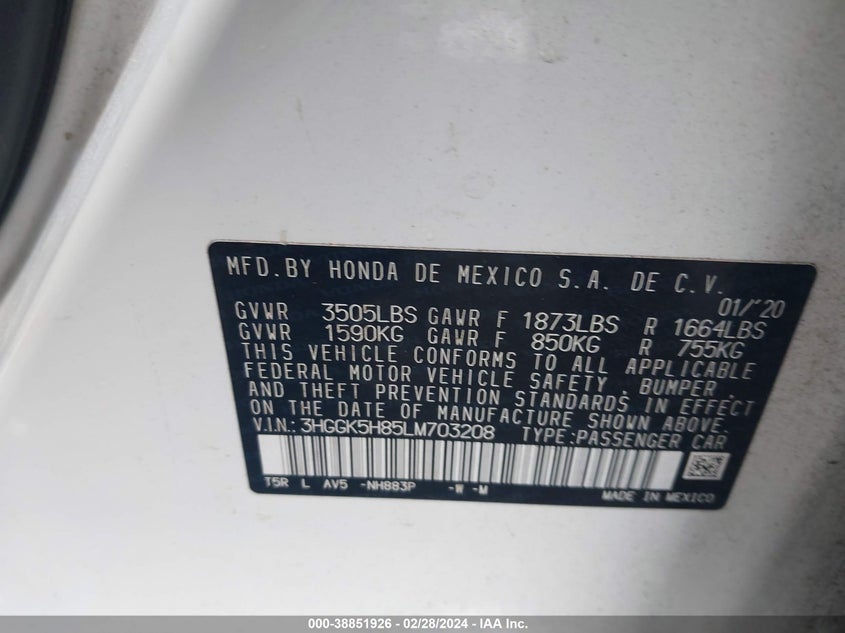 MFD. BY HONDA DE MEXICO S.A. DE C.V.
01/'20
GVWR 3505LBS GAWR F 1873LBS R 1664LBS
GVWR 1590KG GAWR F 850KG R 755KG
THIS VEHICLE CONFORMS TO ALL APPLICABLE
FEDERAL MOTOR VEHICLE SAFETY, BUMPER,
AND THEFT PREVENTION STANDARDS IN EFFECT
ON THE DATE OF MANUFACTURE SHOWN ABOVE.
V.I.N.: 3HGGK5H85LM703208 TYPE:PASSENGER CAR
T5R L AV5 -NH883P -W -M
MADE IN MEXICO
000-38851926 - 02/28/2024 - IAA Inc.